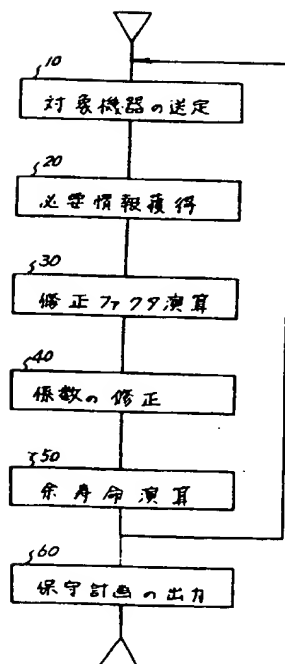 10
対象機器の送定
20
必要情報獲得
30
修正ファクタ演算
40
係数の修正
50
余寿命演算
60
保守計画の出力